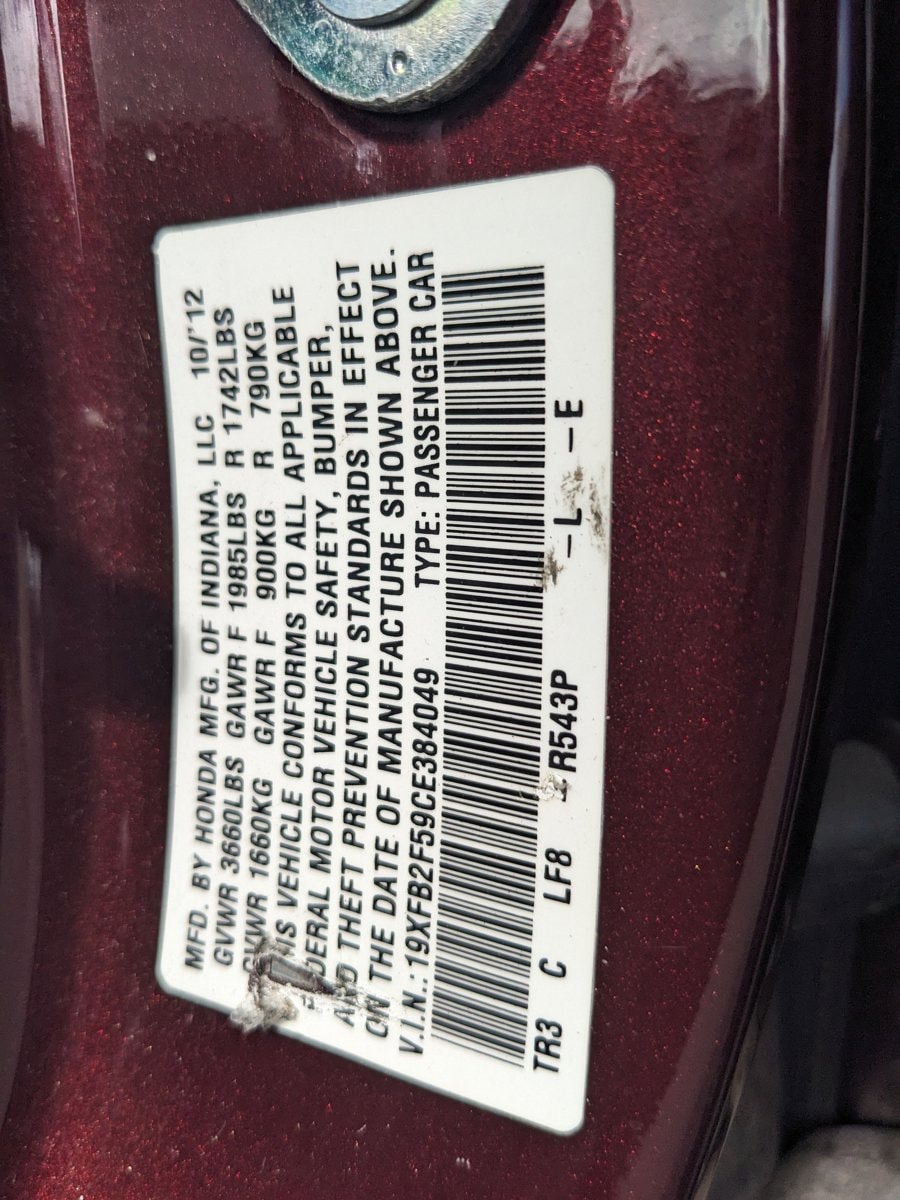 MFD. BY HONDA MFG. OF INDIANA, LLC 10/'12
GVWR 3660LBS GAWR F 1985LBS R 1742LBS
GVWR 1660KG GAWR F 900KG R 790KG
THIS VEHICLE CONFORMS TO ALL APPLICABLE
FEDERAL MOTOR VEHICLE SAFETY, BUMPER,
AND THEFT PREVENTION STANDARDS IN EFFECT
ON THE DATE OF MANUFACTURE SHOWN ABOVE.
V.I.N.: 19XFB2F59CE384049 TYPE: PASSENGER CAR
TR3 C LF8 R543P -L-E